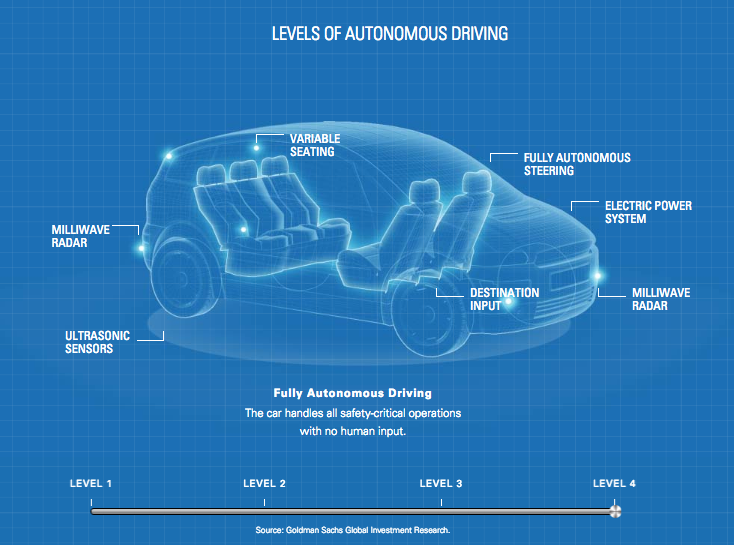 LEVELS OF AUTONOMOUS DRIVING
VARIABLE
SEATING
FULLY AUTONOMOUS
STEERING
ELECTRIC POWER
SYSTEM
MILLIWAVE
RADAR
DESTINATION
INPUT
MILLIWAVE
RADAR
ULTRASONIC
SENSORS
Fully Autonomous Driving
The car handles all safety-critical operations
with no human input.
LEVEL 1 LEVEL 2 LEVEL 3 LEVEL 4
Source: Goldman Sachs Global Investment Research.